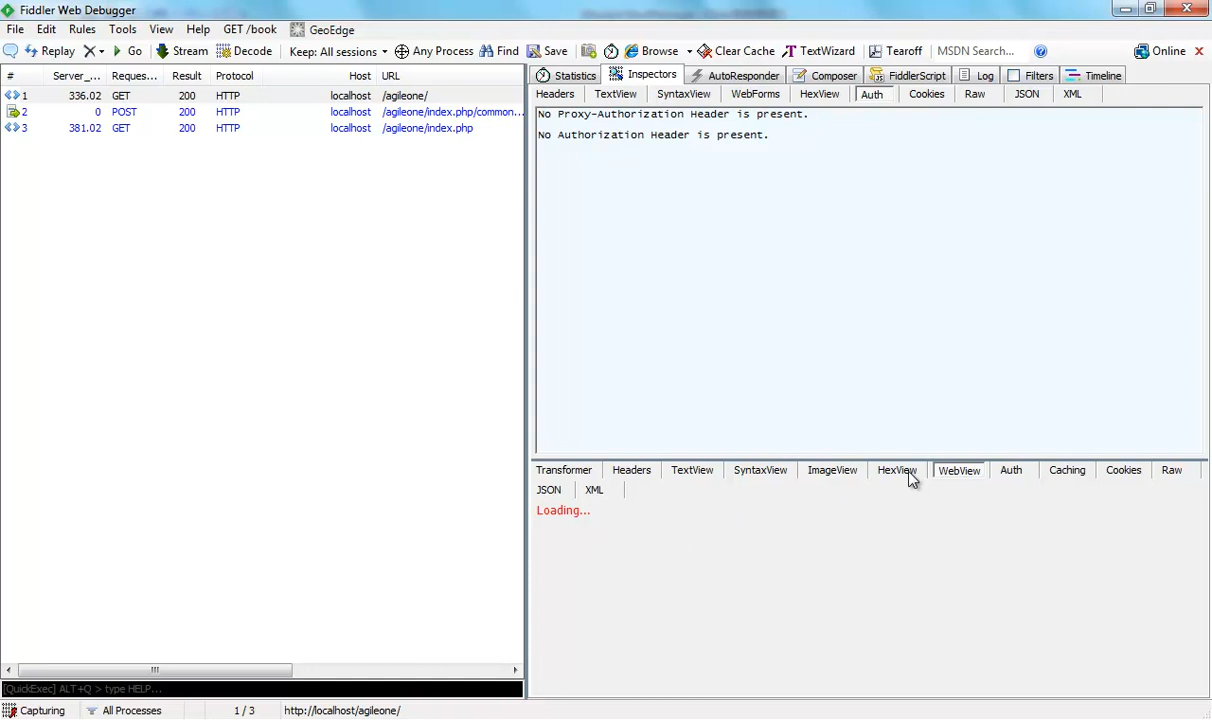 Fiddler Web Debugger
File Edit Rules Tools View Help GET /book GeoEdge
Replay Go Stream Decode Keep: All sessions Any Process Find Save Browse Clear Cache TextWizard Tearoff MSDN Search... Online
# Server_... Reques... Result Protocol Host URL
1 336.02 GET 200 HTTP localhost /agileone/
2 0 POST 200 HTTP localhost /agileone/index.php/common...
3 381.02 GET 200 HTTP localhost /agileone/index.php
Statistics Inspectors AutoResponder Composer FiddlerScript Log Filters Timeline
Headers TextView SyntaxView WebForms HexView Auth Cookies Raw JSON XML
No Proxy-Authorization Header is present.
No Authorization Header is present.
Transformer Headers TextView SyntaxView ImageView HexView WebView Auth Caching Cookies Raw
JSON XML
Loading...
[QuickExec] ALT+Q > type HELP...
Capturing All Processes 1 / 3 http://localhost/agileone/